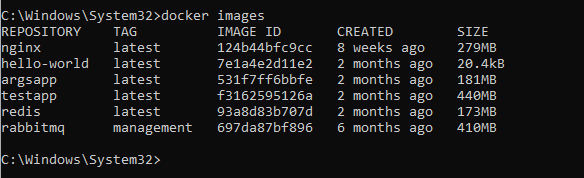 C:\Windows\System32>docker images
REPOSITORY    TAG          IMAGE ID       CREATED        SIZE
nginx         latest       124b44bfc9cc   8 weeks ago    279MB
hello-world   latest       7e1a4e2d11e2   2 months ago   20.4kB
argsapp       latest       531f7ff6bbfe   2 months ago   181MB
testapp       latest       f3162595126a   2 months ago   440MB
redis         latest       93a8d83b707d   2 months ago   173MB
rabbitmq      management   697da87bf896   6 months ago   410MB
C:\Windows\System32>